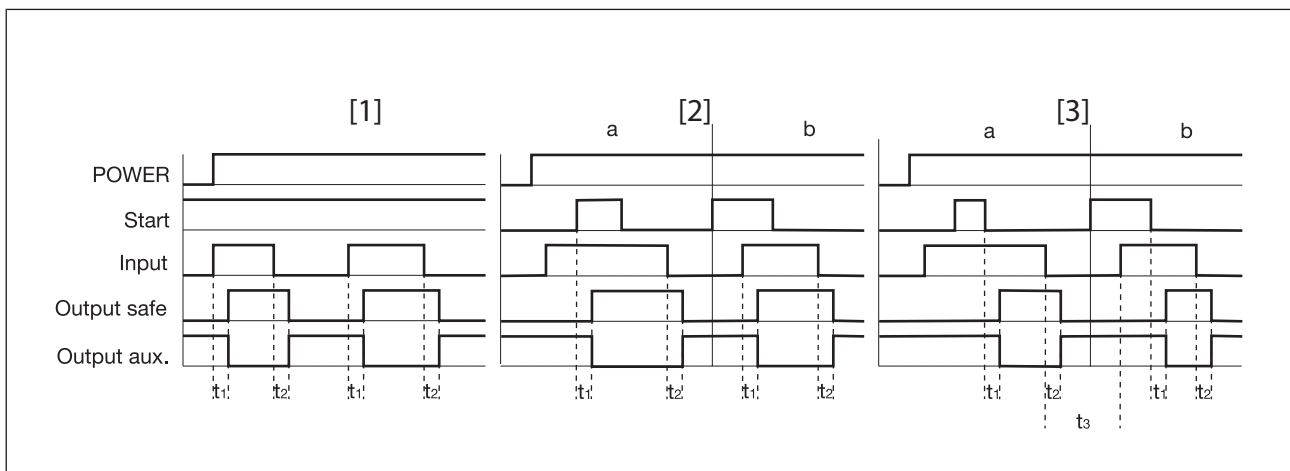 [1] [2] [3]
a b a b
POWER
Start
Input
Output safe
Output aux.
t1 t2 t1 t2 t1 t2 t1 t2 t1 t2 t1 t2
t3